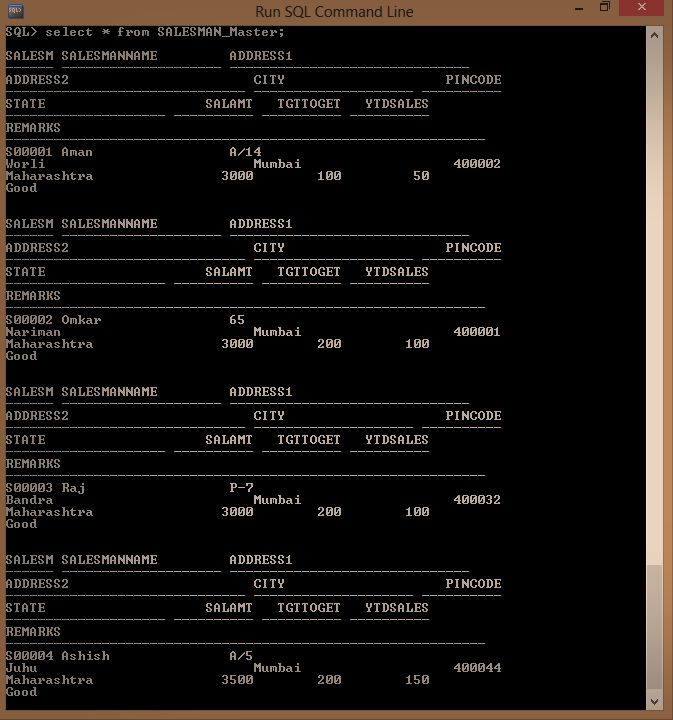 Run SQL Command Line
SQL> select * from SALESMAN_Master;
SALESM SALESMANNAME ADDRESS1
ADDRESS2 CITY PINCODE
STATE SALAMT TGTTOGET YTDSALES
REMARKS
S00001 Aman A/14
Worli Mumbai 400002
Maharashtra 3000 100 50
Good
SALESM SALESMANNAME ADDRESS1
ADDRESS2 CITY PINCODE
STATE SALAMT TGTTOGET YTDSALES
REMARKS
S00002 Omkar 65
Nariman Mumbai 400001
Maharashtra 3000 200 100
Good
SALESM SALESMANNAME ADDRESS1
ADDRESS2 CITY PINCODE
STATE SALAMT TGTTOGET YTDSALES
REMARKS
S00003 Raj P-7
Bandra Mumbai 400032
Maharashtra 3000 200 100
Good
SALESM SALESMANNAME ADDRESS1
ADDRESS2 CITY PINCODE
STATE SALAMT TGTTOGET YTDSALES
REMARKS
S00004 Ashish A/5
Juhu Mumbai 400044
Maharashtra 3500 200 150
Good